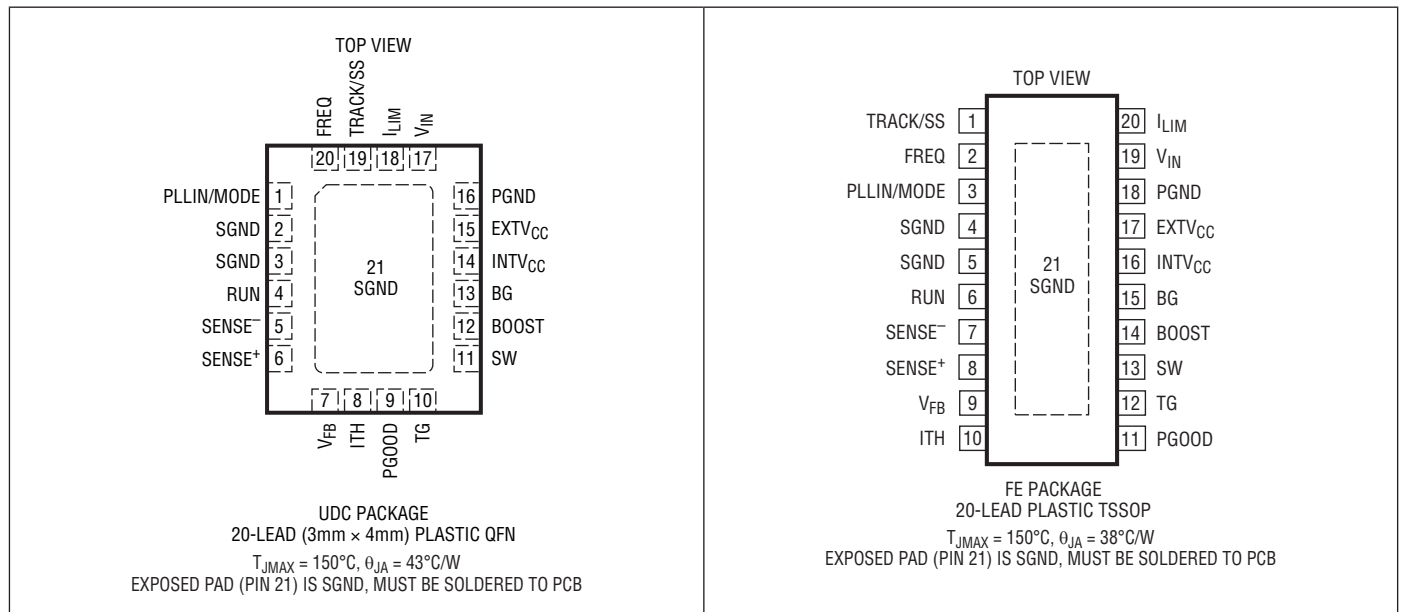 TOP VIEW
FREQ
TRACK/SS
ILIM
VIN
20 19 18 17
PLLIN/MODE 1
SGND 2
SGND 3
RUN 4
SENSE– 5
SENSE+ 6
16 PGND
15 EXTVCC
14 INTVCC
13 BG
12 BOOST
11 SW
21
SGND
7 8 9 10
VFB
ITH
PGOOD
TG
UDC PACKAGE
20-LEAD (3mm × 4mm) PLASTIC QFN
TJMAX = 150°C, θJA = 43°C/W
EXPOSED PAD (PIN 21) IS SGND, MUST BE SOLDERED TO PCB
TOP VIEW
TRACK/SS 1
FREQ 2
PLLIN/MODE 3
SGND 4
SGND 5
RUN 6
SENSE– 7
SENSE+ 8
VFB 9
ITH 10
21
SGND
20 ILIM
19 VIN
18 PGND
17 EXTVCC
16 INTVCC
15 BG
14 BOOST
13 SW
12 TG
11 PGOOD
FE PACKAGE
20-LEAD PLASTIC TSSOP
TJMAX = 150°C, θJA = 38°C/W
EXPOSED PAD (PIN 21) IS SGND, MUST BE SOLDERED TO PCB